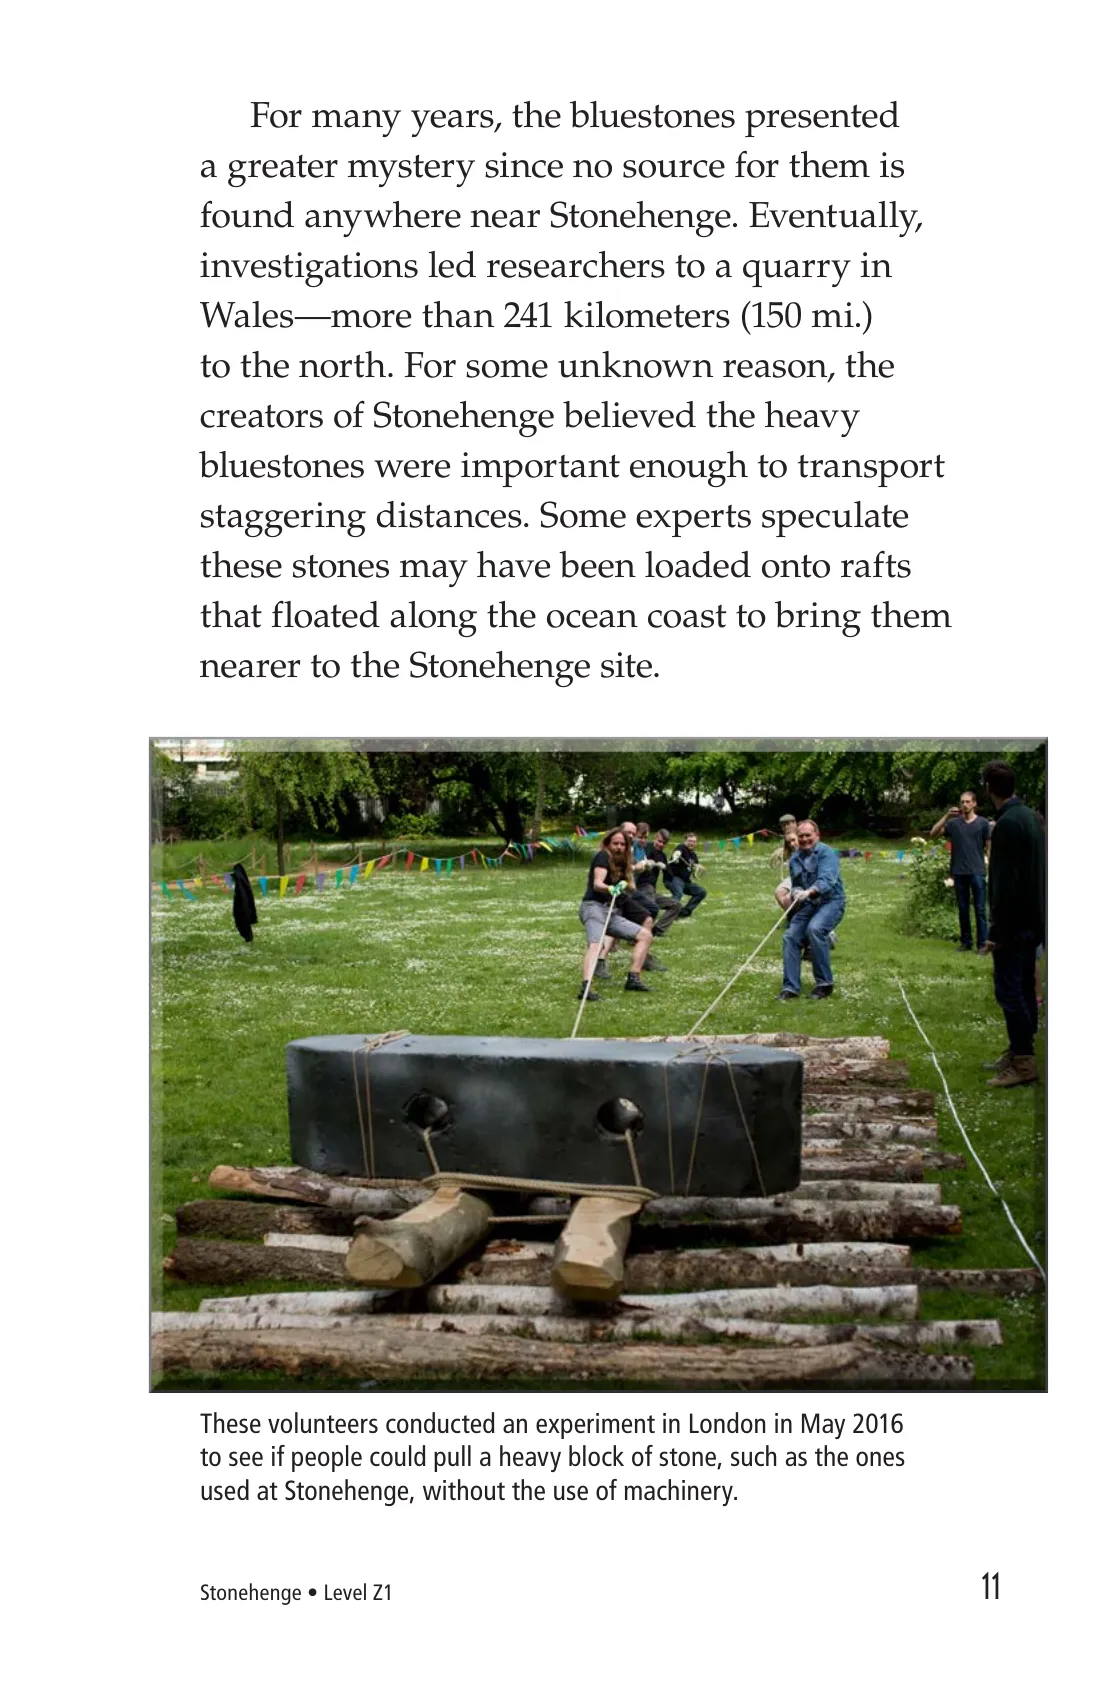 For many years, the bluestones presented
a greater mystery since no source for them is
found anywhere near Stonehenge. Eventually,
investigations led researchers to a quarry in
Wales—more than 241 kilometers (150 mi.)
to the north. For some unknown reason, the
creators of Stonehenge believed the heavy
bluestones were important enough to transport
staggering distances. Some experts speculate
these stones may have been loaded onto rafts
that floated along the ocean coast to bring them
nearer to the Stonehenge site.
These volunteers conducted an experiment in London in May 2016
to see if people could pull a heavy block of stone, such as the ones
used at Stonehenge, without the use of machinery.
Stonehenge • Level Z1
11